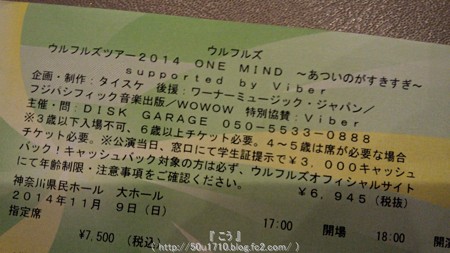 ウルフルズ
ウルフルズツアー2014 ONE MIND ～あついのがすきすぎ～
supported by Viber
企画・制作：タイスケ 後援：ワーナーミュージック・ジャパン／
フジパシフィック音楽出版／WOWOW 特別協賛：Viber
主催・問：DISK GARAGE 050-5533-0888
※3歳以下入場不可、6歳以上チケット必要。4～5歳は席が必要な場合
チケット必要。※公演当日、窓口にて学生証提示で￥3,000キャッシュ
バック！キャッシュバック対象の方は必ず、ウルフルズオフィシャルサイト
にて年齢制限・注意事項をご確認ください。 ￥6,945（税抜）
神奈川県民ホール 大ホール
2014年11月 9日（日） 17:00 開場 18:00
指定席
￥7,500（税込）
『こう』
( http://50u1710.blog.fc2.com/ )